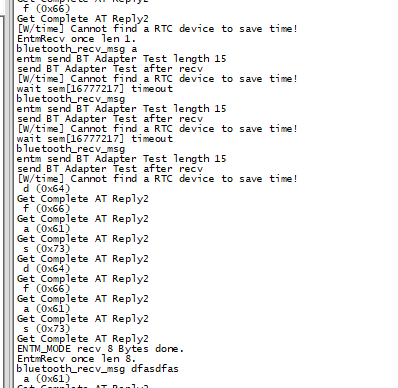 f (0x66)
Get Complete AT Reply2
[W/time] Cannot find a RTC device to save time!
EntmRecv once len 1.
bluetooth_recv_msg a
entm send BT Adapter Test length 15
send BT Adapter Test after recv
[W/time] Cannot find a RTC device to save time!
wait sem[16777217] timeout
bluetooth_recv_msg
entm send BT Adapter Test length 15
send BT Adapter Test after recv
[W/time] Cannot find a RTC device to save time!
wait sem[16777217] timeout
bluetooth_recv_msg
entm send BT Adapter Test length 15
send BT Adapter Test after recv
[W/time] Cannot find a RTC device to save time!
d (0x64)
Get Complete AT Reply2
f (0x66)
Get Complete AT Reply2
a (0x61)
Get Complete AT Reply2
s (0x73)
Get Complete AT Reply2
d (0x64)
Get Complete AT Reply2
f (0x66)
Get Complete AT Reply2
a (0x61)
Get Complete AT Reply2
s (0x73)
Get Complete AT Reply2
ENTM_MODE recv 8 Bytes done.
EntmRecv once len 8.
bluetooth_recv_msg dfasdfas
a (0x61)